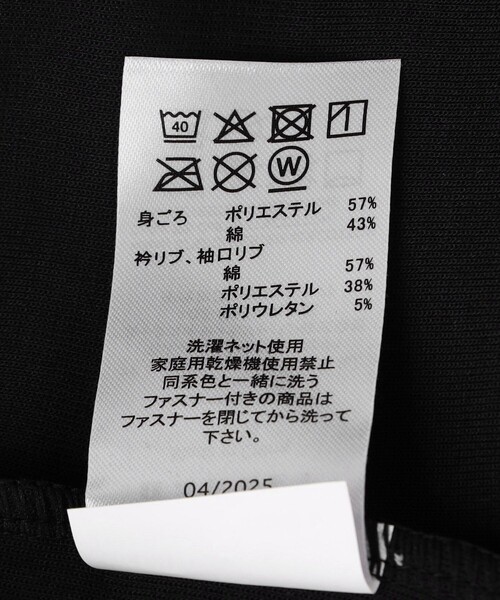 40
W
身ごろ ポリエステル 57%
綿 43%
衿リブ、袖口リブ
綿 57%
ポリエステル 38%
ポリウレタン 5%
洗濯ネット使用
家庭用乾燥機使用禁止
同系色と一緒に洗う
ファスナー付きの商品は
ファスナーを閉じてから洗って
下さい。
04/2025